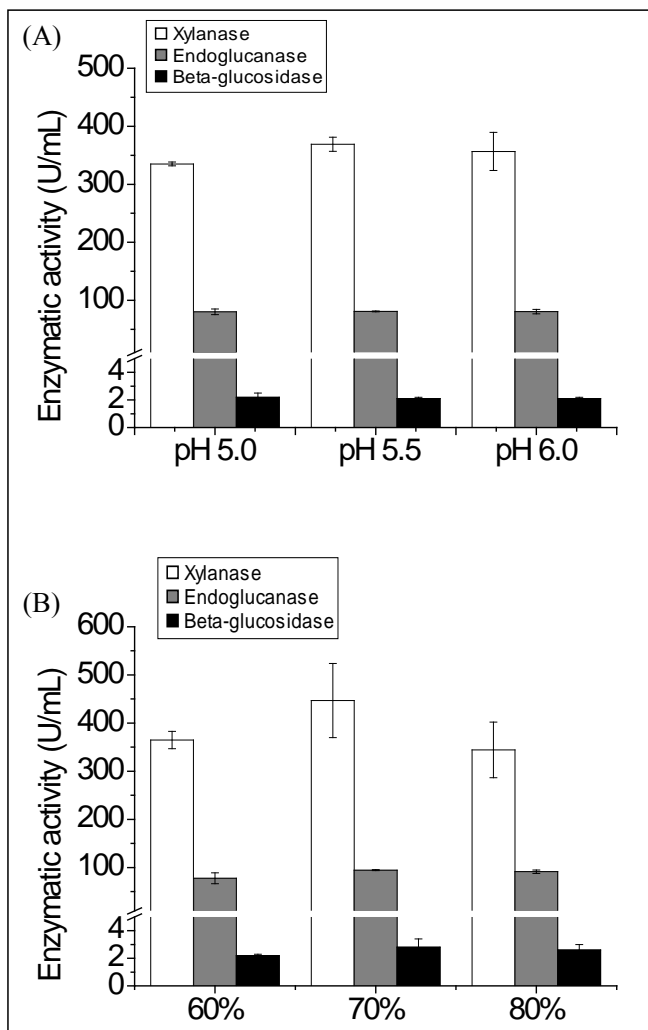 (A)
Xylanase
Endoglucanase
Beta-glucosidase
Enzymatic activity (U/mL)
500
400
300
100
4
2
0
pH 5.0 pH 5.5 pH 6.0
(B)
Xylanase
Endoglucanase
Beta-glucosidase
Enzymatic activity (U/mL)
600
500
400
300
200
100
4
2
0
60% 70% 80%